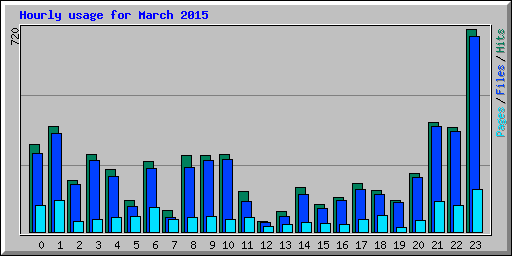 Hourly usage for March 2015
720
Pages/Files/Hits
0 1 2 3 4 5 6 7 8 9 10 11 12 13 14 15 16 17 18 19 20 21 22 23